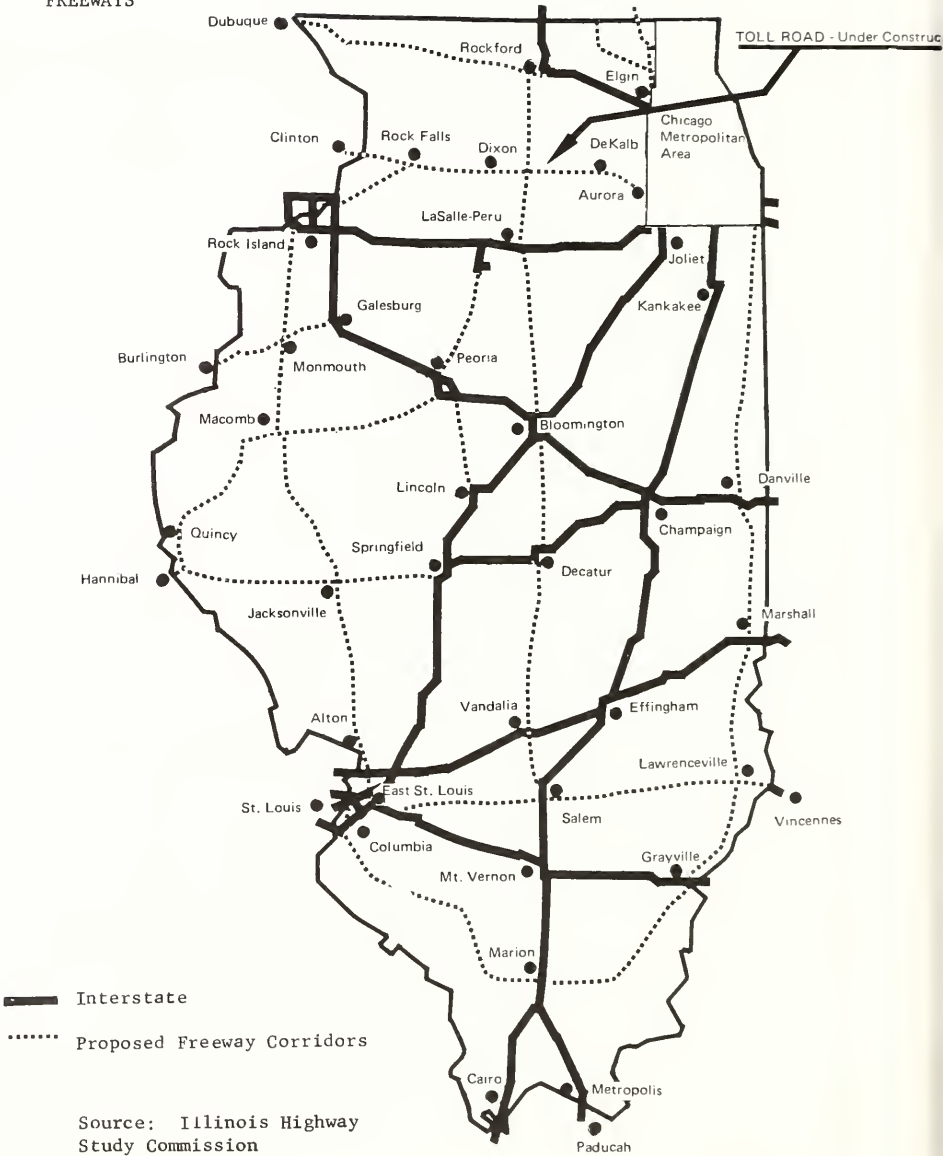 FREEWAYS
Dubuque
TOLL ROAD - Under Construc
Rockford
Elgin
Chicago
Metropolitan
Area
Clinton
Rock Falls
Dixon
DeKalb
Aurora
LaSalle-Peru
Rock Island
Joliet
Kankakee
Galesburg
Burlington
Monmouth
Peoria
Macomb
Bloomington
Lincoln
Danville
Quincy
Champaign
Springfield
Hannibal
Decatur
Jacksonville
Marshall
Vandalia
Effingham
Alton
Lawrenceville
East St. Louis
St. Louis
Salem
Vincennes
Columbia
Grayville
Mt. Vernon
Marion
Interstate
Proposed Freeway Corridors
Cairo
Metropolis
Source: Illinois Highway
Study Commission
Paducah